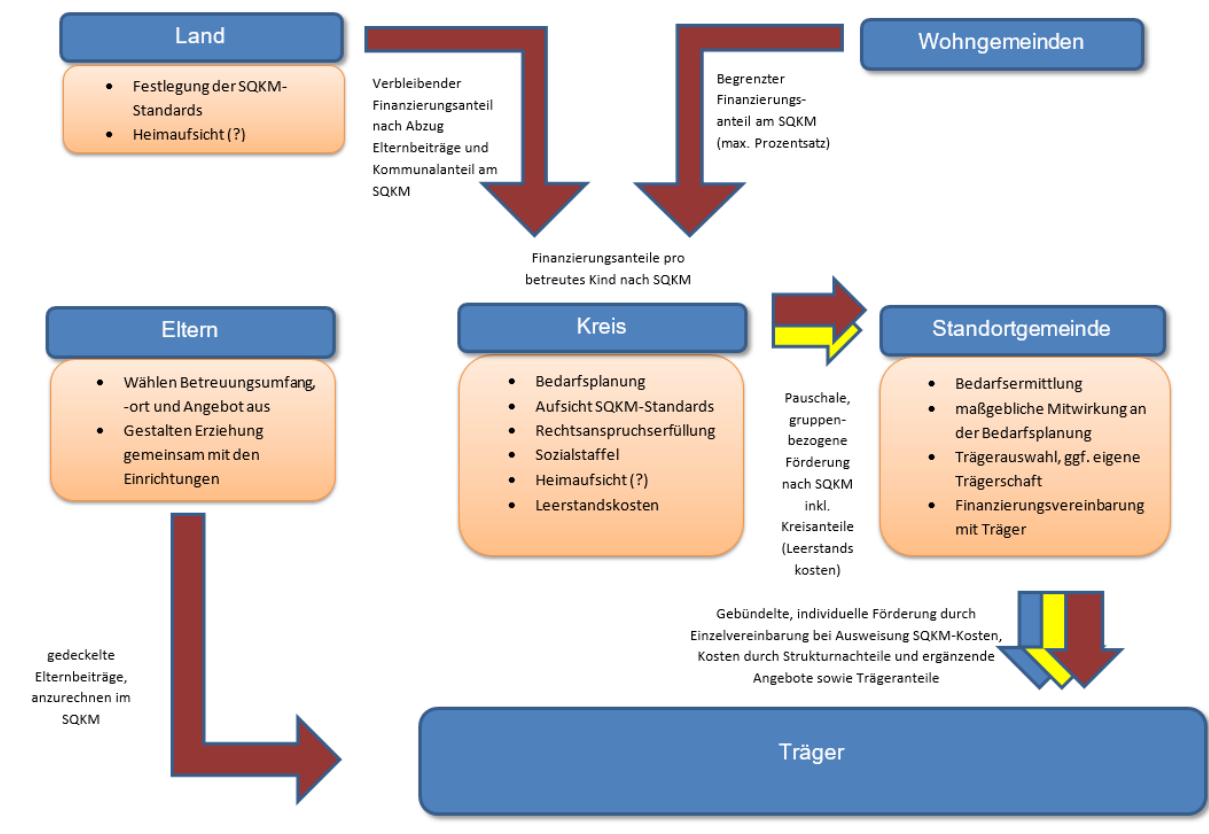 Land
• Festlegung der SQKM-
Standards
• Heimaufsicht (?)
Verbleibender
Finanzierungsanteil
nach Abzug
Elternbeiträge und
Kommunalanteil am
SQKM
Begrenzter
Finanzierungs-
anteil am SQKM
(max. Prozentsatz)
Wohngemeinden
Finanzierungsanteile pro
betreutes Kind nach SQKM
Eltern
• Wählen Betreuungsumfang,
-ort und Angebot aus
• Gestalten Erziehung
gemeinsam mit den
Einrichtungen
Kreis
• Bedarfsplanung
• Aufsicht SQKM-Standards
• Rechtsanspruchserfüllung
• Sozialstaffel
• Heimaufsicht (?)
• Leerstandskosten
Pauschale,
gruppen-
bezogene
Förderung
nach SQKM
inkl.
Kreisanteile
(Leerstands
kosten)
Standortgemeinde
• Bedarfsermittlung
• maßgebliche Mitwirkung an
der Bedarfsplanung
• Trägerauswahl, ggf. eigene
Trägerschaft
• Finanzierungsvereinbarung
mit Träger
Gebündelte, individuelle Förderung durch
Einzelvereinbarung bei Ausweisung SQKM-Kosten,
Kosten durch Strukturnachteile und ergänzende
Angebote sowie Trägeranteile
gedeckelte
Elternbeiträge,
anzurechnen im
SQKM
Träger